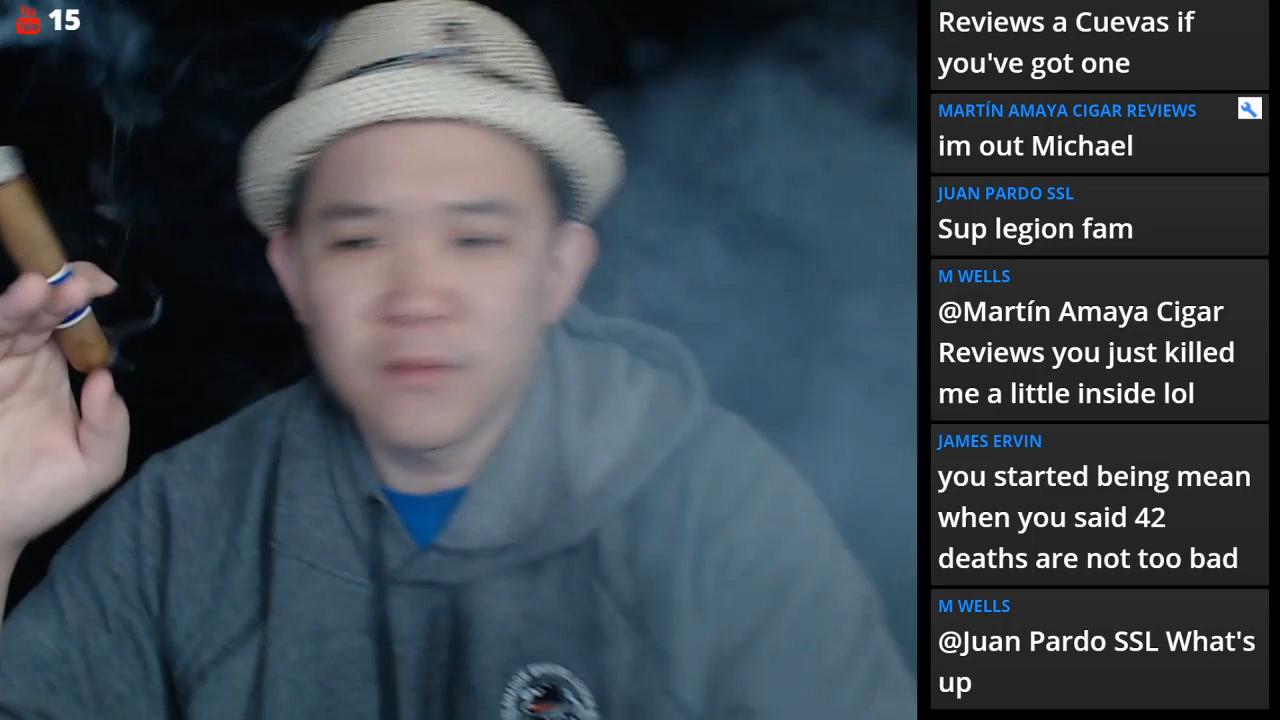 You
Tube
15
Reviews a Cuevas if
you've got one
MARTÍN AMAYA CIGAR REVIEWS
im out Michael
JUAN PARDO SSL
Sup legion fam
M WELLS
@Martín Amaya Cigar
Reviews you just killed
me a little inside lol
JAMES ERVIN
you started being mean
when you said 42
deaths are not too bad
M WELLS
@Juan Pardo SSL What's
up